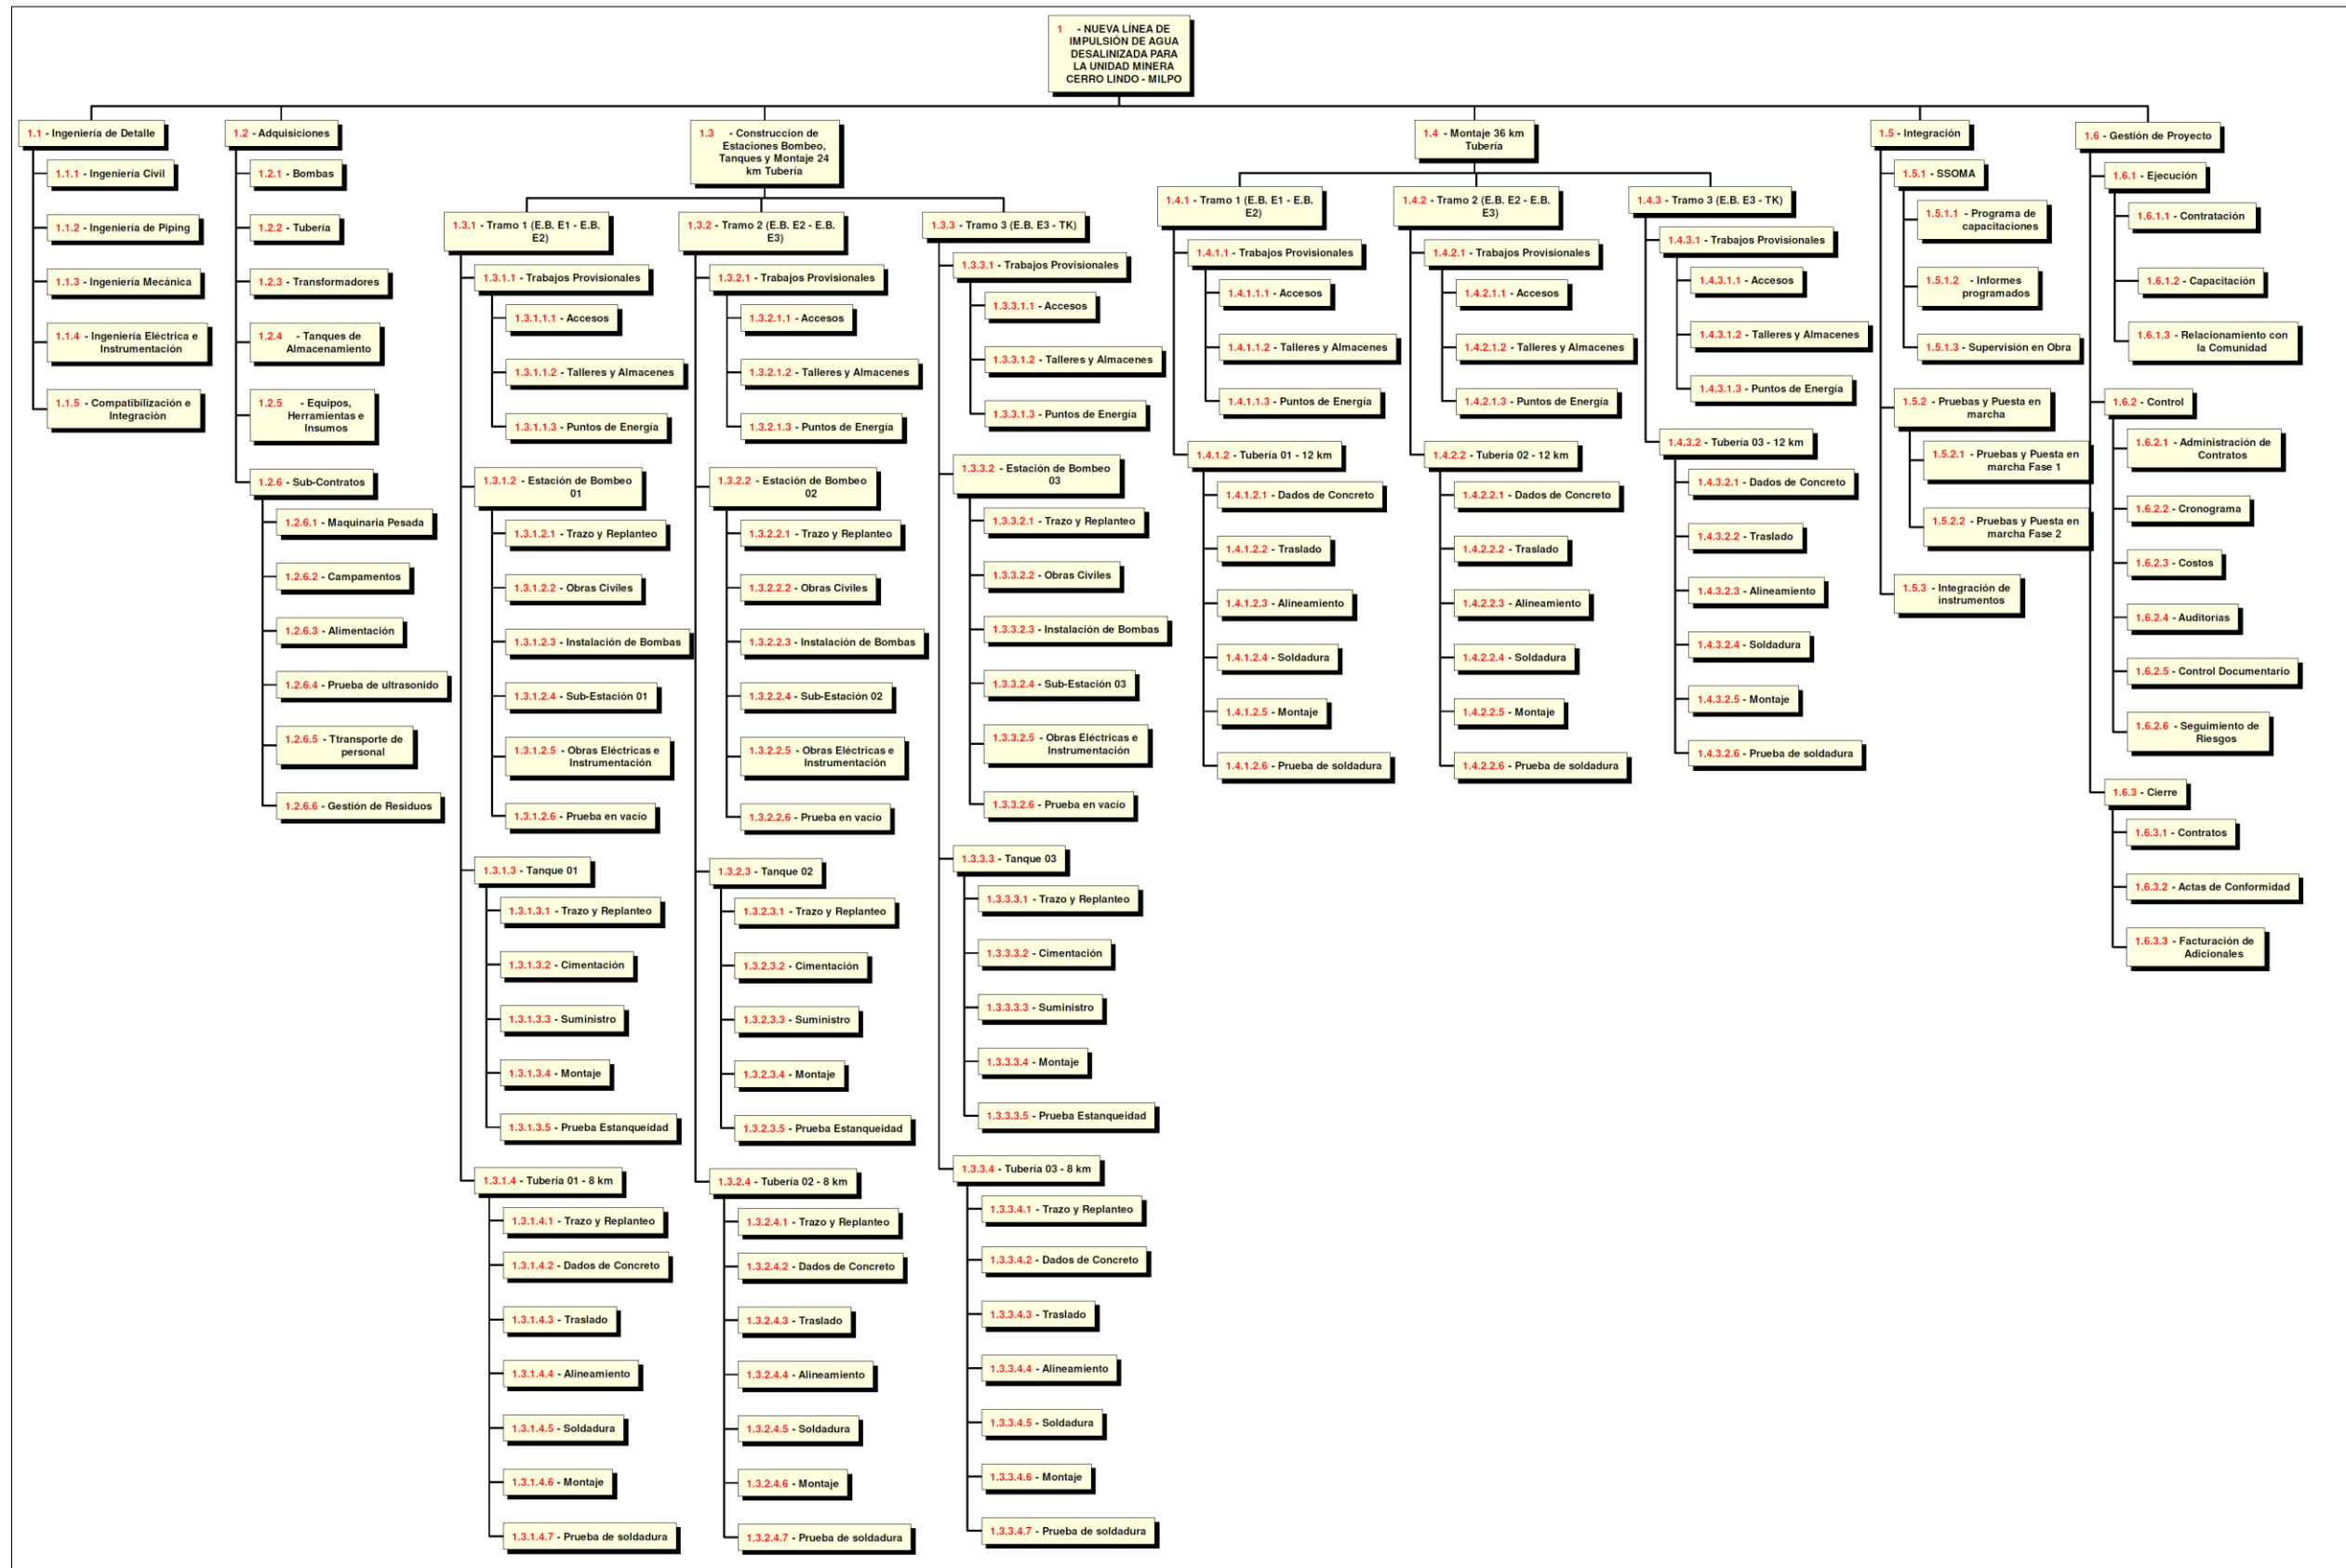 1 - NUEVA LÍNEA DE
IMPULSIÓN DE AGUA
DESALINIZADA PARA
LA UNIDAD MINERA
CERRO LINDO - MILPO
1.1 - Ingeniería de Detalle
1.1.1 - Ingeniería Civil
1.1.2 - Ingeniería de Piping
1.1.3 - Ingeniería Mecánica
1.1.4 - Ingeniería Eléctrica e
Instrumentación
1.1.5 - Compatibilización e
Integración
1.2 - Adquisiciones
1.2.1 - Bombas
1.2.2 - Tubería
1.2.3 - Transformadores
1.2.4 - Tanques de
Almacenamiento
1.2.5 - Equipos,
Herramientas e
Insumos
1.2.6 - Sub-Contratos
1.2.6.1 - Maquinaria Pesada
1.2.6.2 - Campamentos
1.2.6.3 - Alimentación
1.2.6.4 - Prueba de ultrasonido
1.2.6.5 - Ttransporte de
personal
1.2.6.6 - Gestión de Residuos
1.3 - Construccion de
Estaciones Bombeo,
Tanques y Montaje 24
km Tubería
1.3.1 - Tramo 1 (E.B. E1 - E.B.
E2)
1.3.1.1 - Trabajos Provisionales
1.3.1.1.1 - Accesos
1.3.1.1.2 - Talleres y Almacenes
1.3.1.1.3 - Puntos de Energía
1.3.1.2 - Estación de Bombeo
01
1.3.1.2.1 - Trazo y Replanteo
1.3.1.2.2 - Obras Civiles
1.3.1.2.3 - Instalación de Bombas
1.3.1.2.4 - Sub-Estación 01
1.3.1.2.5 - Obras Eléctricas e
Instrumentación
1.3.1.2.6 - Prueba en vacío
1.3.1.3 - Tanque 01
1.3.1.3.1 - Trazo y Replanteo
1.3.1.3.2 - Cimentación
1.3.1.3.3 - Suministro
1.3.1.3.4 - Montaje
1.3.1.3.5 - Prueba Estanqueidad
1.3.1.4 - Tubería 01 - 8 km
1.3.1.4.1 - Trazo y Replanteo
1.3.1.4.2 - Dados de Concreto
1.3.1.4.3 - Traslado
1.3.1.4.4 - Alineamiento
1.3.1.4.5 - Soldadura
1.3.1.4.6 - Montaje
1.3.1.4.7 - Prueba de soldadura
1.3.2 - Tramo 2 (E.B. E2 - E.B.
E3)
1.3.2.1 - Trabajos Provisionales
1.3.2.1.1 - Accesos
1.3.2.1.2 - Talleres y Almacenes
1.3.2.1.3 - Puntos de Energía
1.3.2.2 - Estación de Bombeo
02
1.3.2.2.1 - Trazo y Replanteo
1.3.2.2.2 - Obras Civiles
1.3.2.2.3 - Instalación de Bombas
1.3.2.2.4 - Sub-Estación 02
1.3.2.2.5 - Obras Eléctricas e
Instrumentación
1.3.2.2.6 - Prueba en vacío
1.3.2.3 - Tanque 02
1.3.2.3.1 - Trazo y Replanteo
1.3.2.3.2 - Cimentación
1.3.2.3.3 - Suministro
1.3.2.3.4 - Montaje
1.3.2.3.5 - Prueba Estanqueidad
1.3.2.4 - Tubería 02 - 8 km
1.3.2.4.1 - Trazo y Replanteo
1.3.2.4.2 - Dados de Concreto
1.3.2.4.3 - Traslado
1.3.2.4.4 - Alineamiento
1.3.2.4.5 - Soldadura
1.3.2.4.6 - Montaje
1.3.2.4.7 - Prueba de soldadura
1.3.3 - Tramo 3 (E.B. E3 - TK)
1.3.3.1 - Trabajos Provisionales
1.3.3.1.1 - Accesos
1.3.3.1.2 - Talleres y Almacenes
1.3.3.1.3 - Puntos de Energía
1.3.3.2 - Estación de Bombeo
03
1.3.3.2.1 - Trazo y Replanteo
1.3.3.2.2 - Obras Civiles
1.3.3.2.3 - Instalación de Bombas
1.3.3.2.4 - Sub-Estación 03
1.3.3.2.5 - Obras Eléctricas e
Instrumentación
1.3.3.2.6 - Prueba en vacío
1.3.3.3 - Tanque 03
1.3.3.3.1 - Trazo y Replanteo
1.3.3.3.2 - Cimentación
1.3.3.3.3 - Suministro
1.3.3.3.4 - Montaje
1.3.3.3.5 - Prueba Estanqueidad
1.3.3.4 - Tubería 03 - 8 km
1.3.3.4.1 - Trazo y Replanteo
1.3.3.4.2 - Dados de Concreto
1.3.3.4.3 - Traslado
1.3.3.4.4 - Alineamiento
1.3.3.4.5 - Soldadura
1.3.3.4.6 - Montaje
1.3.3.4.7 - Prueba de soldadura
1.4 - Montaje 36 km
Tubería
1.4.1 - Tramo 1 (E.B. E1 - E.B.
E2)
1.4.1.1 - Trabajos Provisionales
1.4.1.1.1 - Accesos
1.4.1.1.2 - Talleres y Almacenes
1.4.1.1.3 - Puntos de Energía
1.4.1.2 - Tubería 01 - 12 km
1.4.1.2.1 - Dados de Concreto
1.4.1.2.2 - Traslado
1.4.1.2.3 - Alineamiento
1.4.1.2.4 - Soldadura
1.4.1.2.5 - Montaje
1.4.1.2.6 - Prueba de soldadura
1.4.2 - Tramo 2 (E.B. E2 - E.B.
E3)
1.4.2.1 - Trabajos Provisionales
1.4.2.1.1 - Accesos
1.4.2.1.2 - Talleres y Almacenes
1.4.2.1.3 - Puntos de Energía
1.4.2.2 - Tubería 02 - 12 km
1.4.2.2.1 - Dados de Concreto
1.4.2.2.2 - Traslado
1.4.2.2.3 - Alineamiento
1.4.2.2.4 - Soldadura
1.4.2.2.5 - Montaje
1.4.2.2.6 - Prueba de soldadura
1.4.3 - Tramo 3 (E.B. E3 - TK)
1.4.3.1 - Trabajos Provisionales
1.4.3.1.1 - Accesos
1.4.3.1.2 - Talleres y Almacenes
1.4.3.1.3 - Puntos de Energía
1.4.3.2 - Tubería 03 - 12 km
1.4.3.2.1 - Dados de Concreto
1.4.3.2.2 - Traslado
1.4.3.2.3 - Alineamiento
1.4.3.2.4 - Soldadura
1.4.3.2.5 - Montaje
1.4.3.2.6 - Prueba de soldadura
1.5 - Integración
1.5.1 - SSOMA
1.5.1.1 - Programa de
capacitaciones
1.5.1.2 - Informes
programados
1.5.1.3 - Supervisión en Obra
1.5.2 - Pruebas y Puesta en
marcha
1.5.2.1 - Pruebas y Puesta en
marcha Fase 1
1.5.2.2 - Pruebas y Puesta en
marcha Fase 2
1.5.3 - Integración de
instrumentos
1.6 - Gestión de Proyecto
1.6.1 - Ejecución
1.6.1.1 - Contratación
1.6.1.2 - Capacitación
1.6.1.3 - Relacionamiento con
la Comunidad
1.6.2 - Control
1.6.2.1 - Administración de
Contratos
1.6.2.2 - Cronograma
1.6.2.3 - Costos
1.6.2.4 - Auditorías
1.6.2.5 - Control Documentario
1.6.2.6 - Seguimiento de
Riesgos
1.6.3 - Cierre
1.6.3.1 - Contratos
1.6.3.2 - Actas de Conformidad
1.6.3.3 - Facturación de
Adicionales